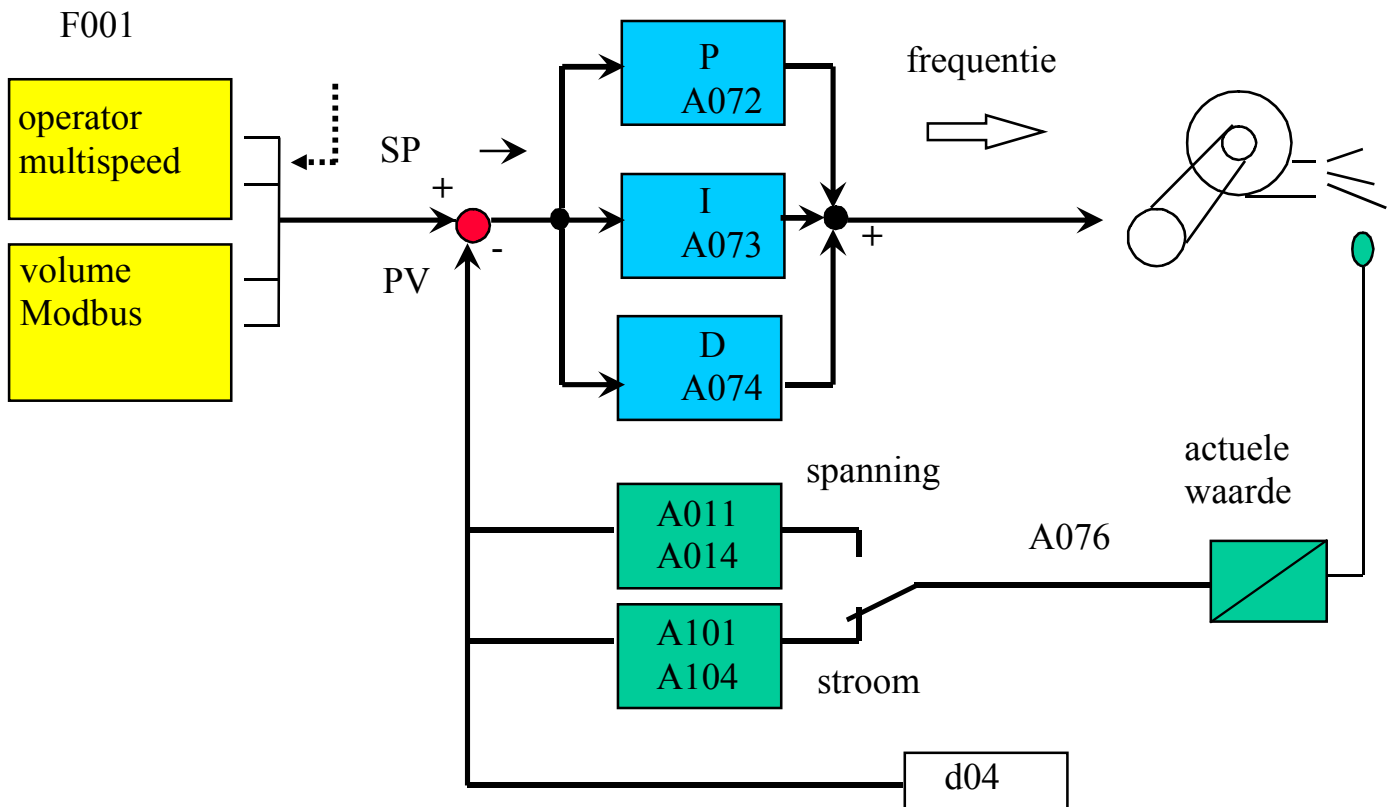 F001
operator
multispeed
volume
Modbus
SP
+
-
PV
P
A072
I
A073
D
A074
+
frequentie
spanning
A011
A014
A101
A104
stroom
A076
actuele
waarde
d04